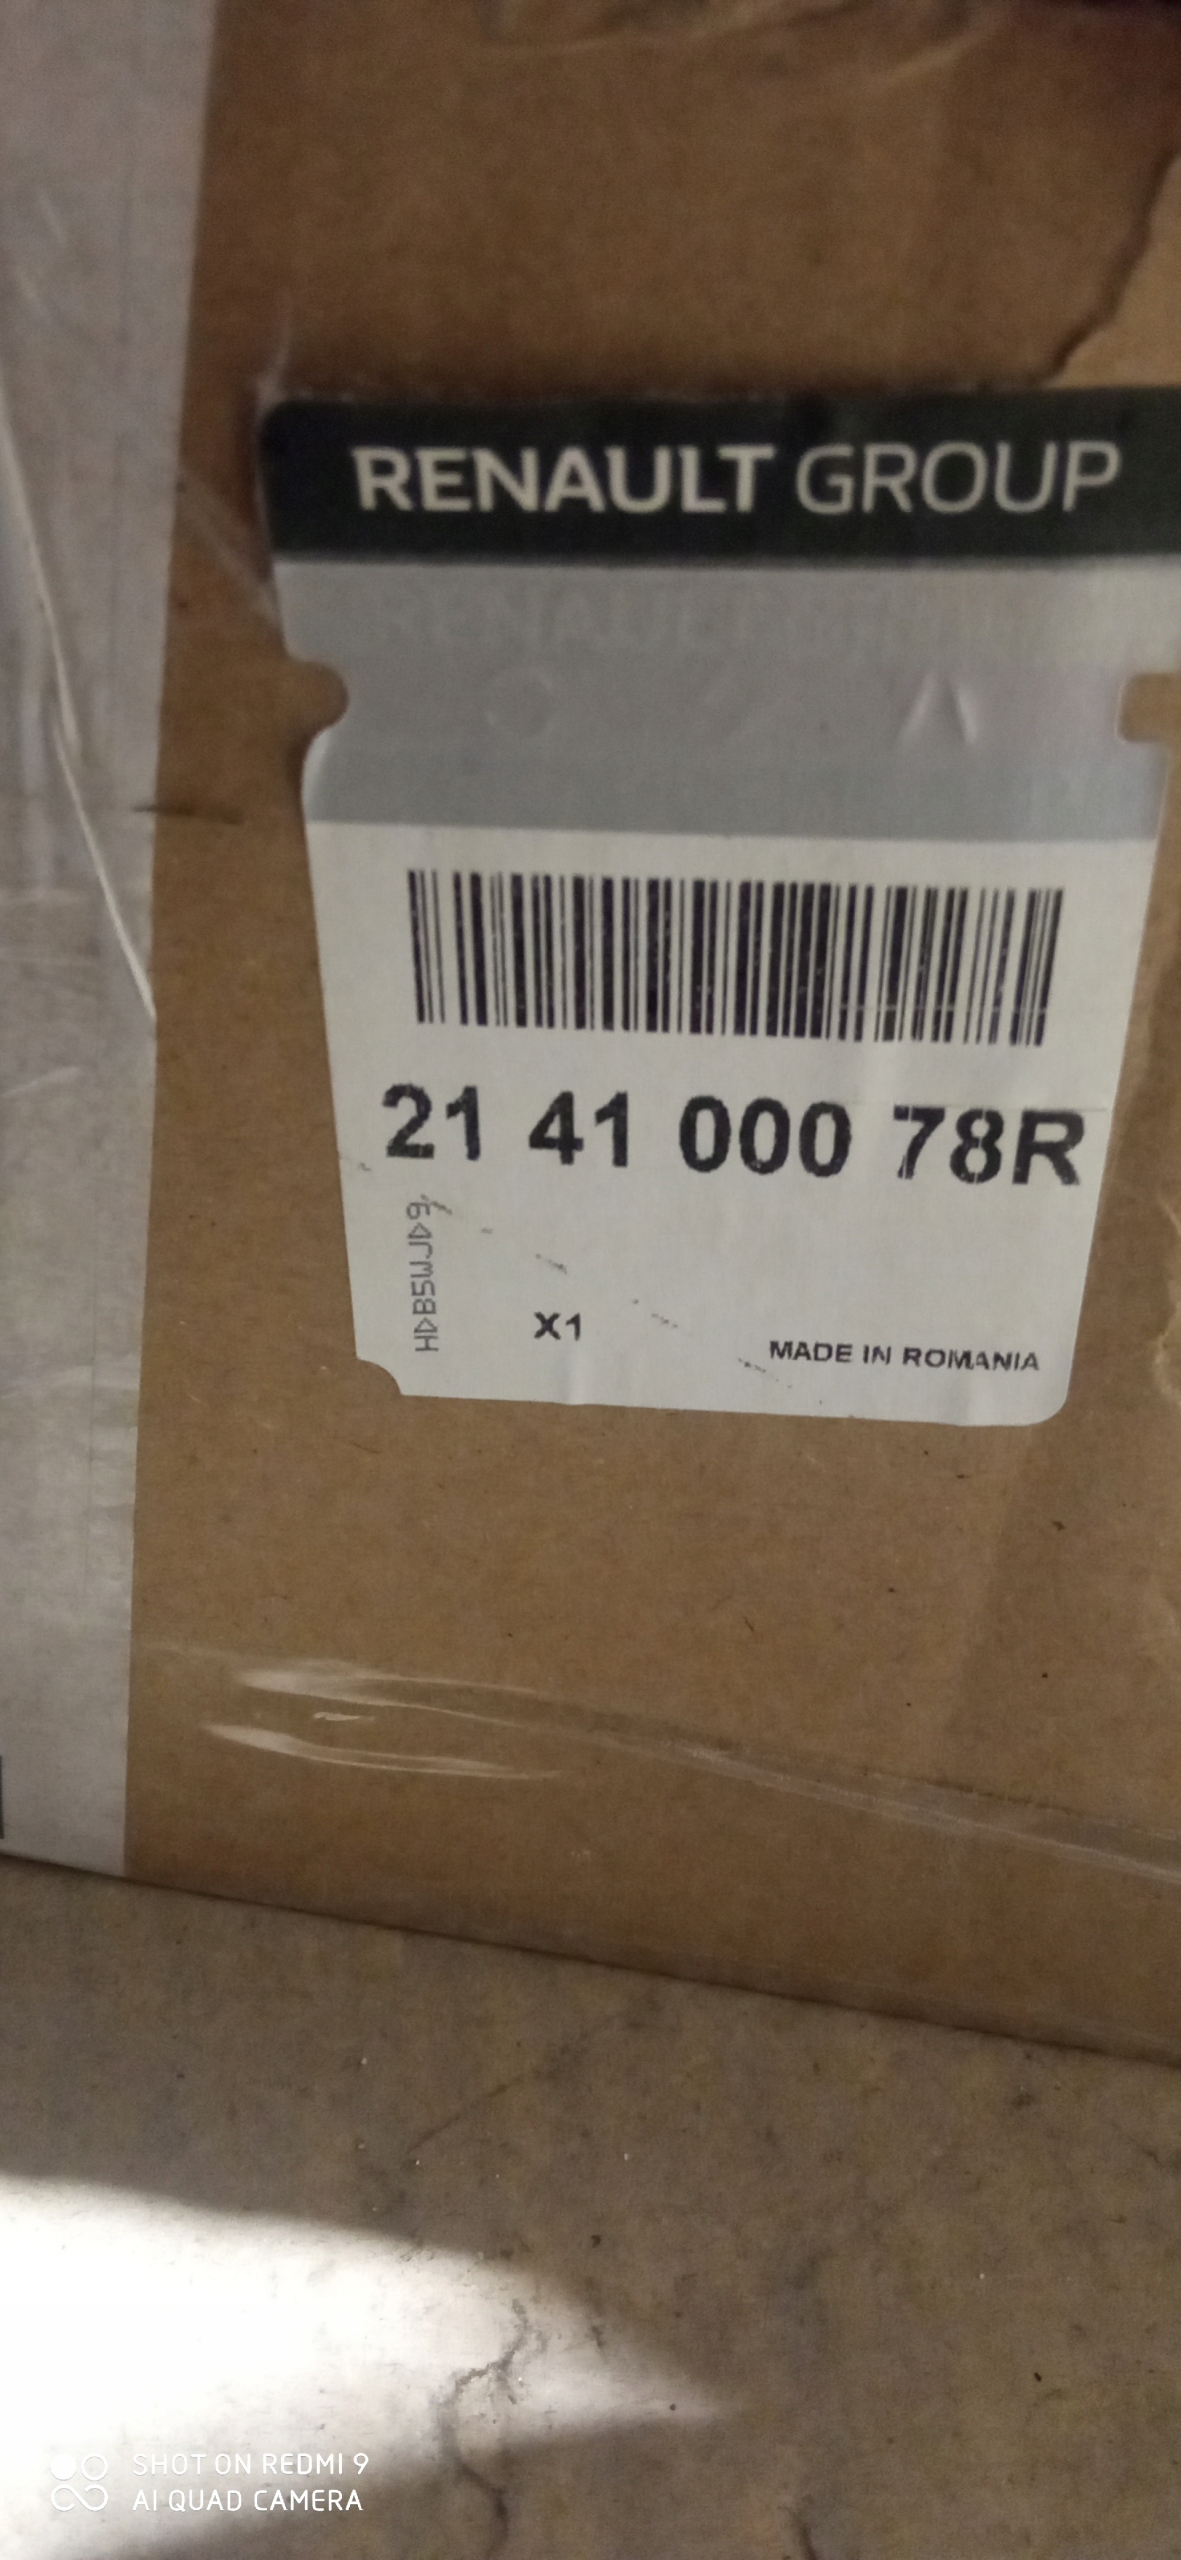 RENAULT GROUP
21 41 000 78R
X1
MADE IN ROMANIA
SHOT ON REDMI 9
AI QUAD CAMERA